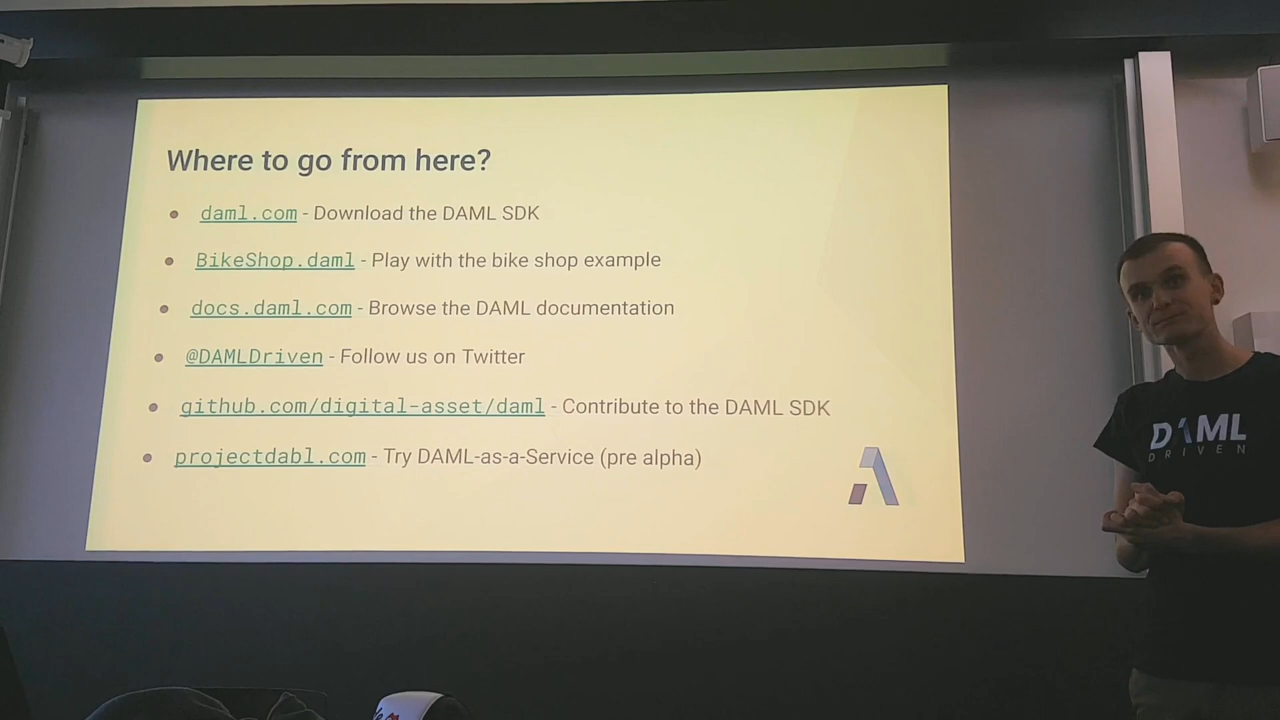 Where to go from here?
daml.com - Download the DAML SDK
BikeShop.daml - Play with the bike shop example
docs.daml.com - Browse the DAML documentation
@DAMLDriven - Follow us on Twitter
github.com/digital-asset/daml - Contribute to the DAML SDK
projectdabl.com - Try DAML-as-a-Service (pre alpha)
DAML
DRIVEN